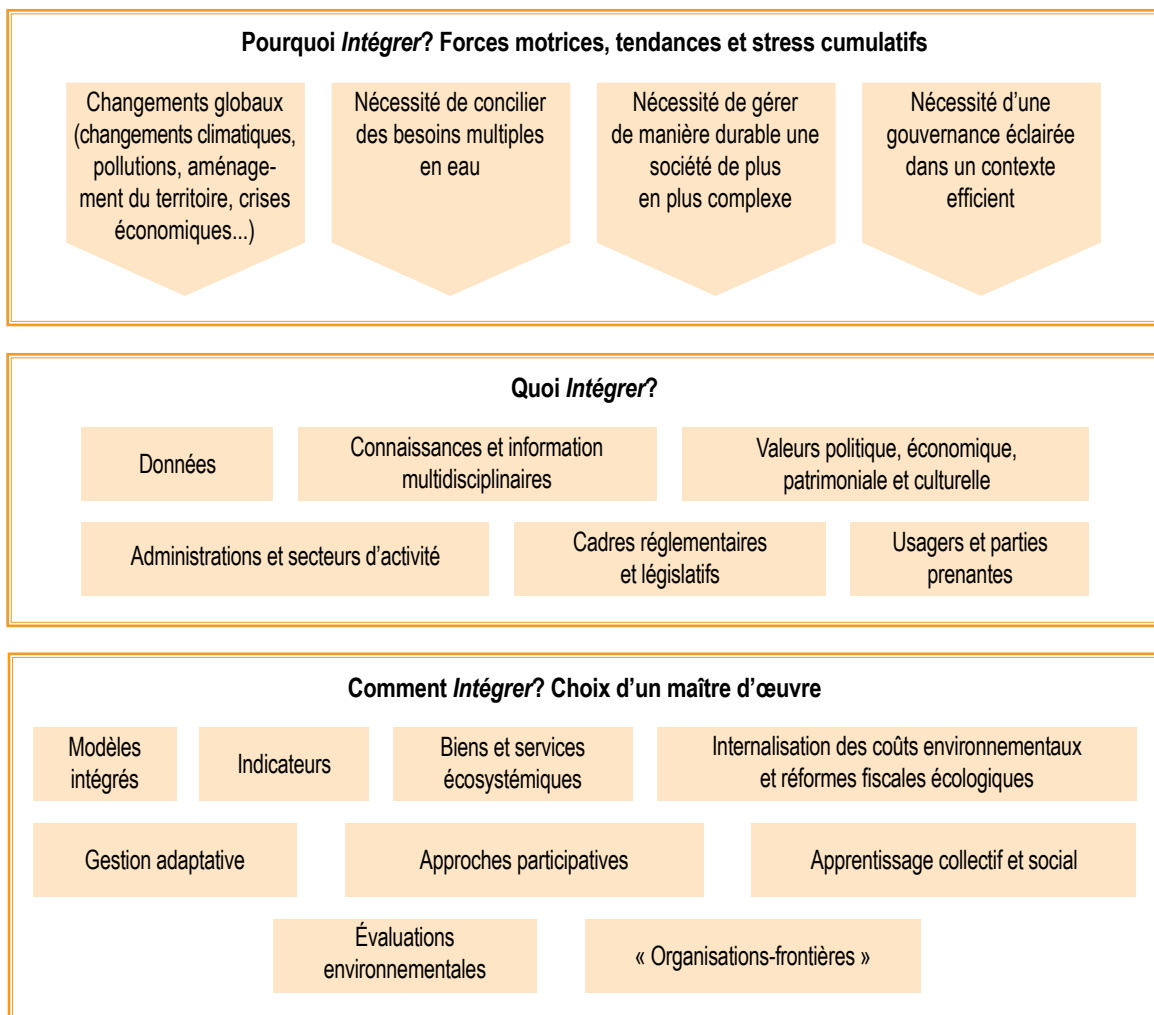 Pourquoi Intégrer? Forces motrices, tendances et stress cumulatifs
Changements globaux
(changements climatiques,
pollutions, aménage-
ment du territoire, crises
économiques...)
Nécessité de concilier
des besoins multiples
en eau
Nécessité de gérer
de manière durable une
société de plus
en plus complexe
Nécessité d’une
gouvernance éclairée
dans un contexte
efficient
Quoi Intégrer?
Données
Connaissances et information
multidisciplinaires
Valeurs politique, économique,
patrimoniale et culturelle
Administrations et secteurs d’activité
Cadres réglementaires
et législatifs
Usagers et parties
prenantes
Comment Intégrer? Choix d’un maître d’œuvre
Modèles
intégrés
Indicateurs
Biens et services
écosystémiques
Internalisation des coûts environnementaux
et réformes fiscales écologiques
Gestion adaptative
Approches participatives
Apprentissage collectif et social
Évaluations
environnementales
« Organisations-frontières »